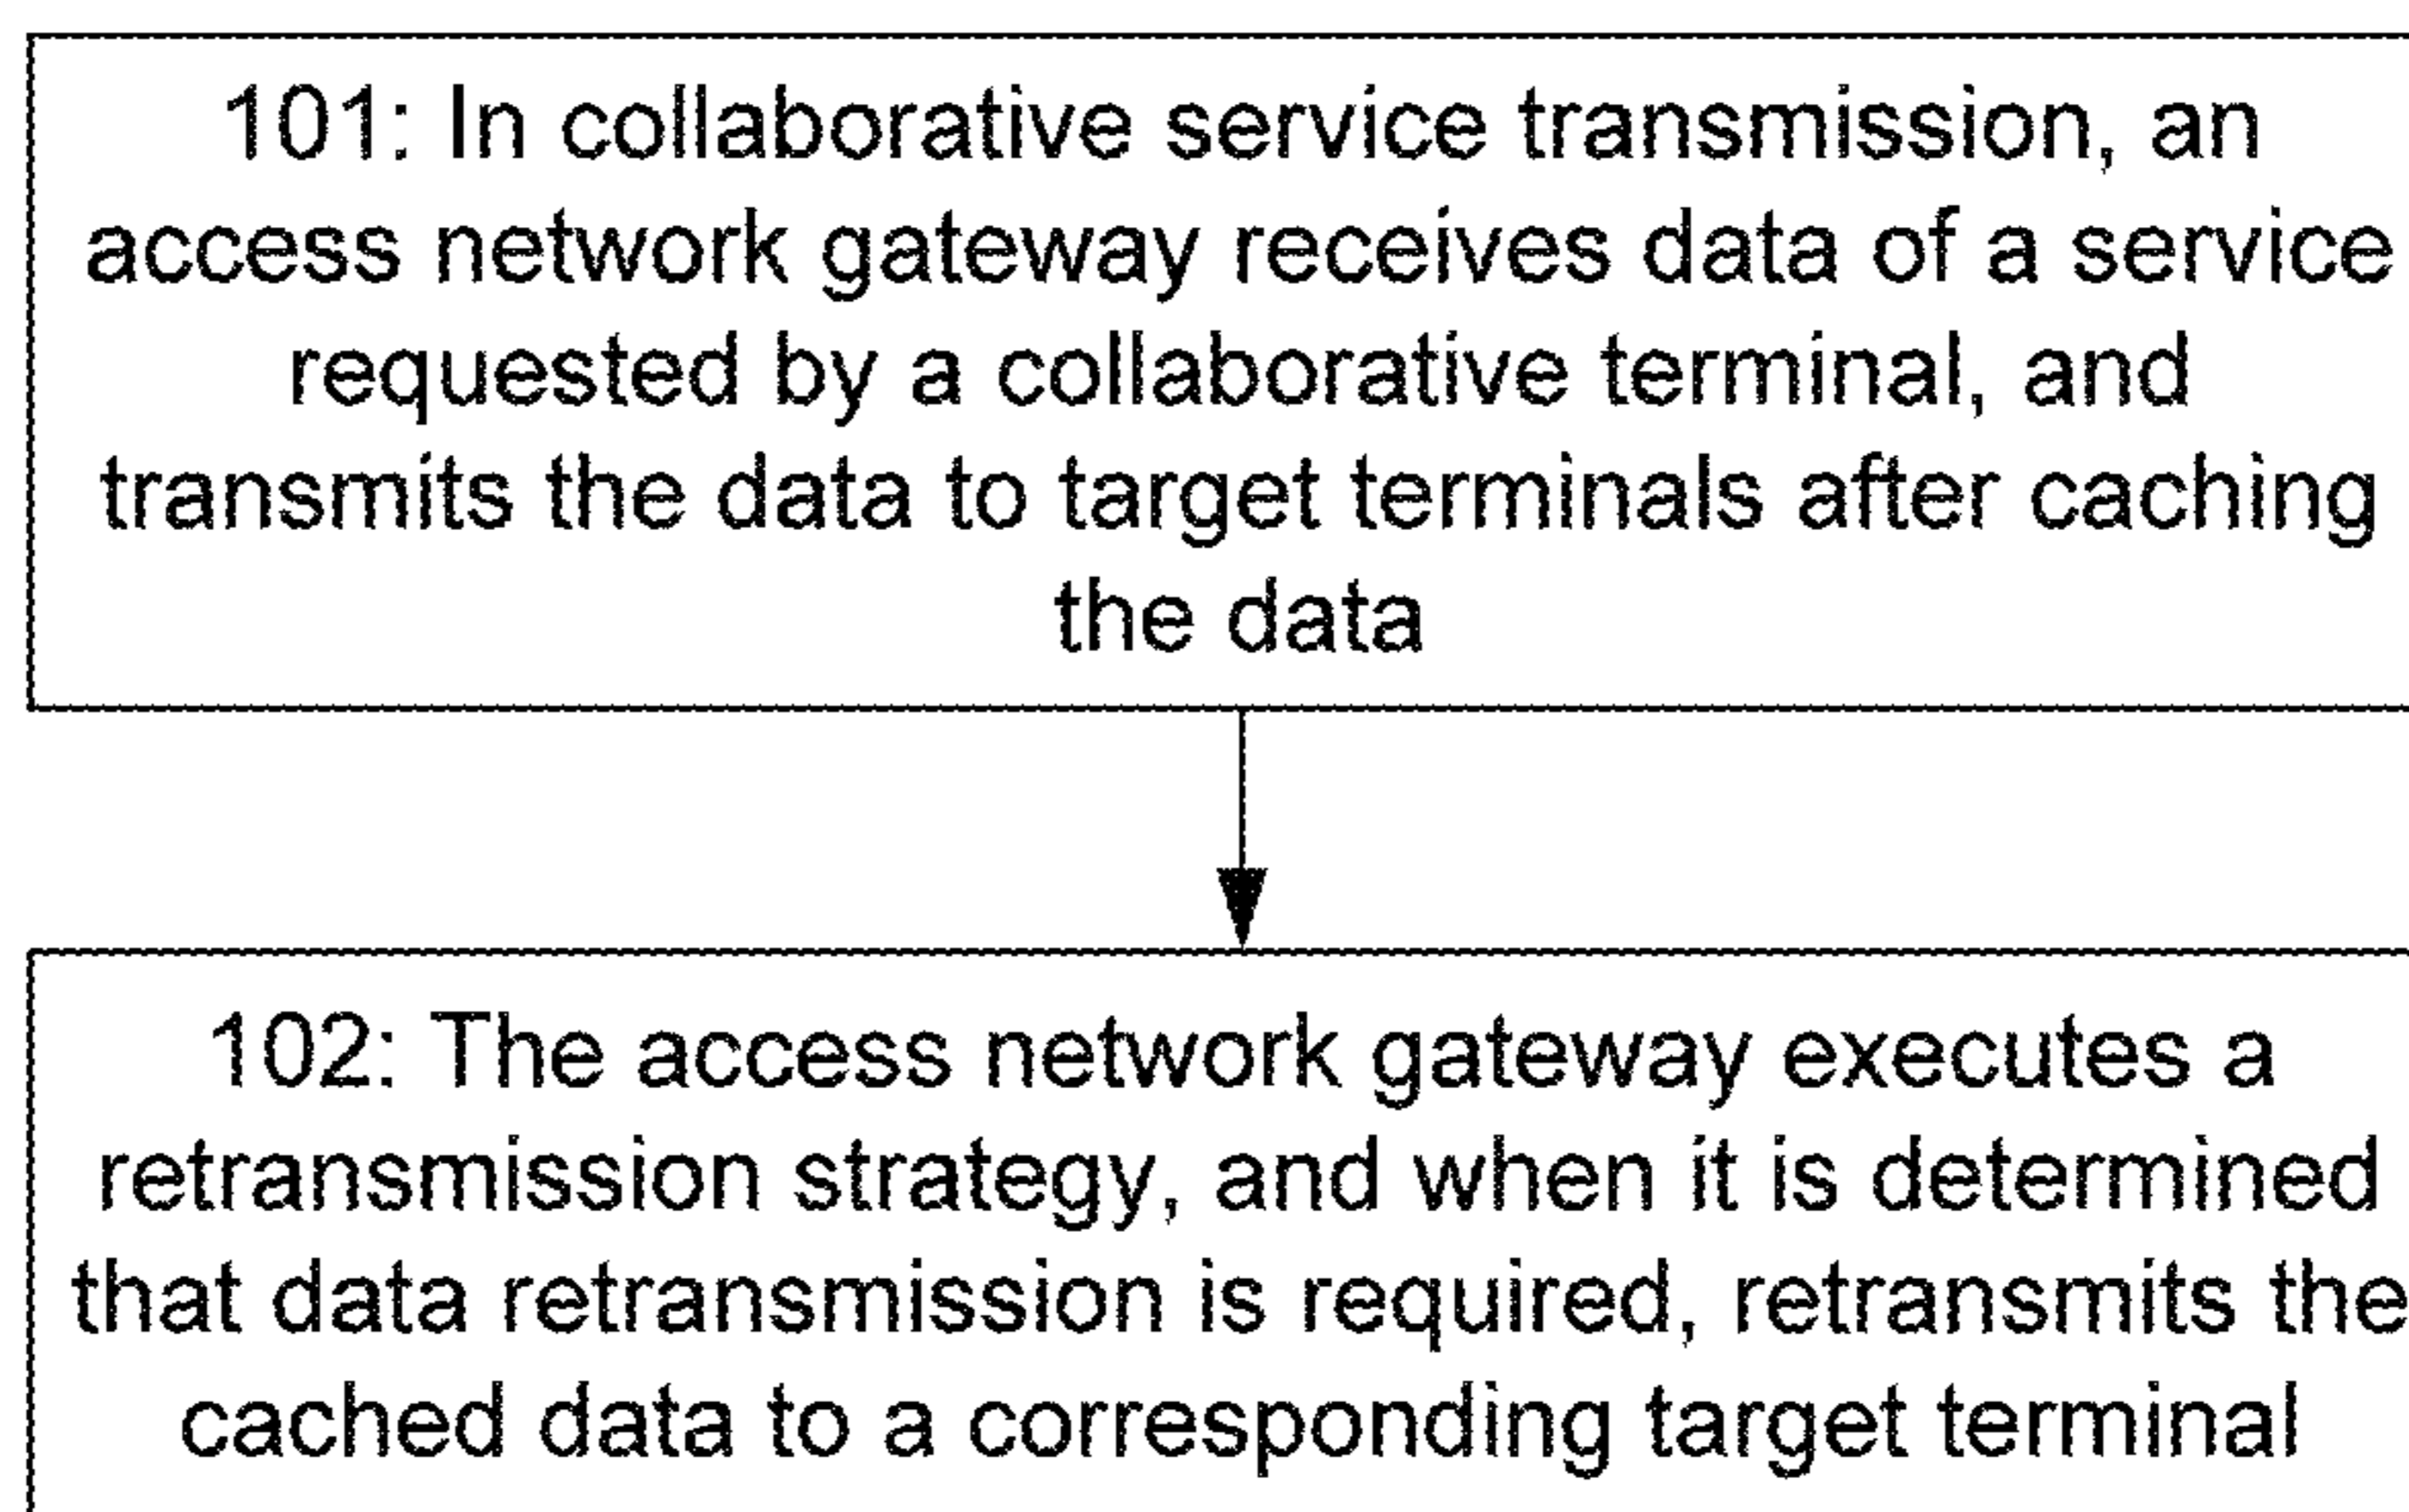 101: In collaborative service transmission, an
access network gateway receives data of a service
requested by a collaborative terminal, and
transmits the data to target terminals after caching
the data
102: The access network gateway executes a
retransmission strategy, and when it is determined
that data retransmission is required, retransmits the
cached data to a corresponding target terminal